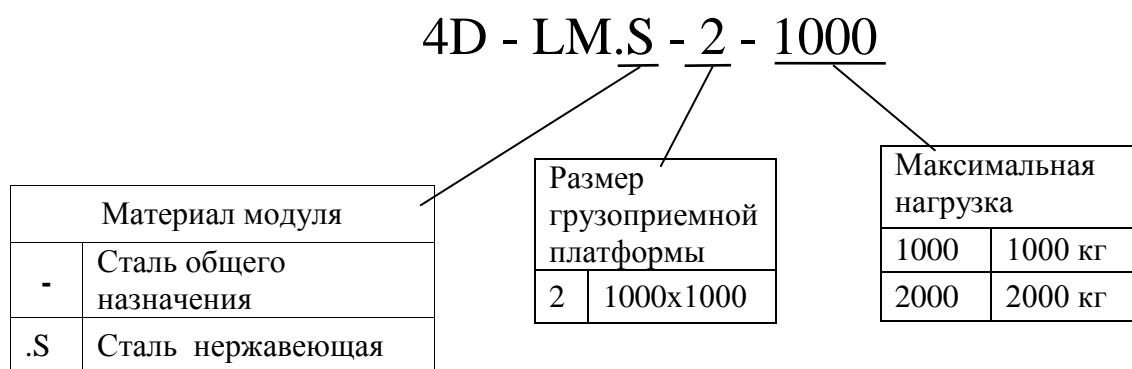 4D - LM.S - 2 - 1000
Материал модуля
- Сталь общего
назначения
.S Сталь нержавеющая
Размер
грузоприемной
платформы
2 1000х1000
Максимальная
нагрузка
1000 1000 кг
2000 2000 кг